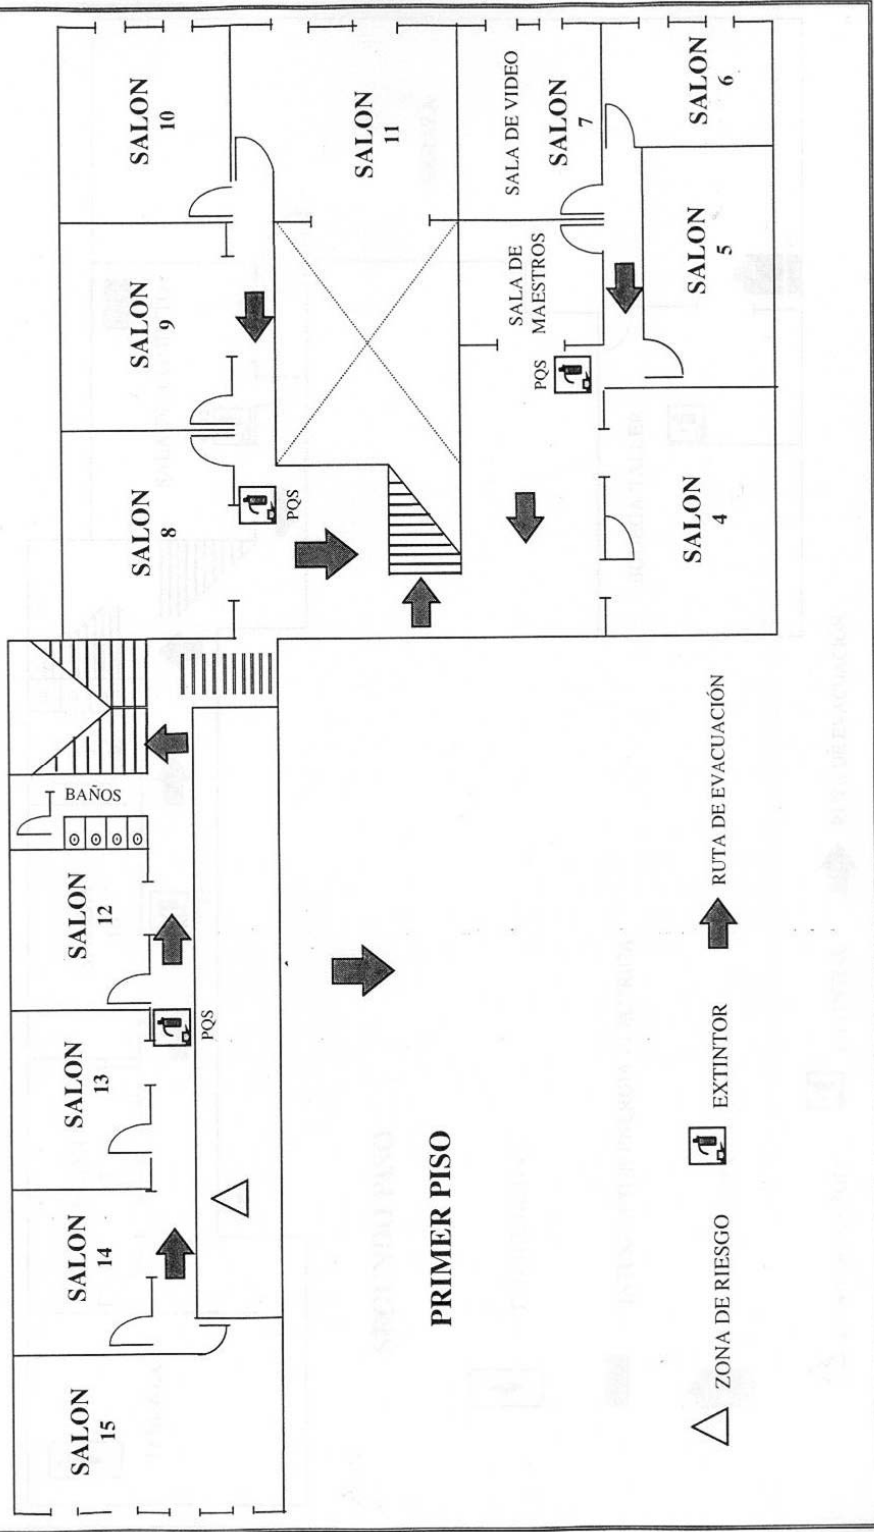 SALON
15
SALON
14
SALON
13
SALON
12
BAÑOS
PQS
SALON
8
SALON
9
SALON
10
PQS
SALON
11
SALA DE
MAESTROS
SALA DE VIDEO
SALON
7
PQS
SALON
4
SALON
5
SALON
6
PRIMER PISO
ZONA DE RIESGO
EXTINTOR
RUTA DE EVACUACIÓN